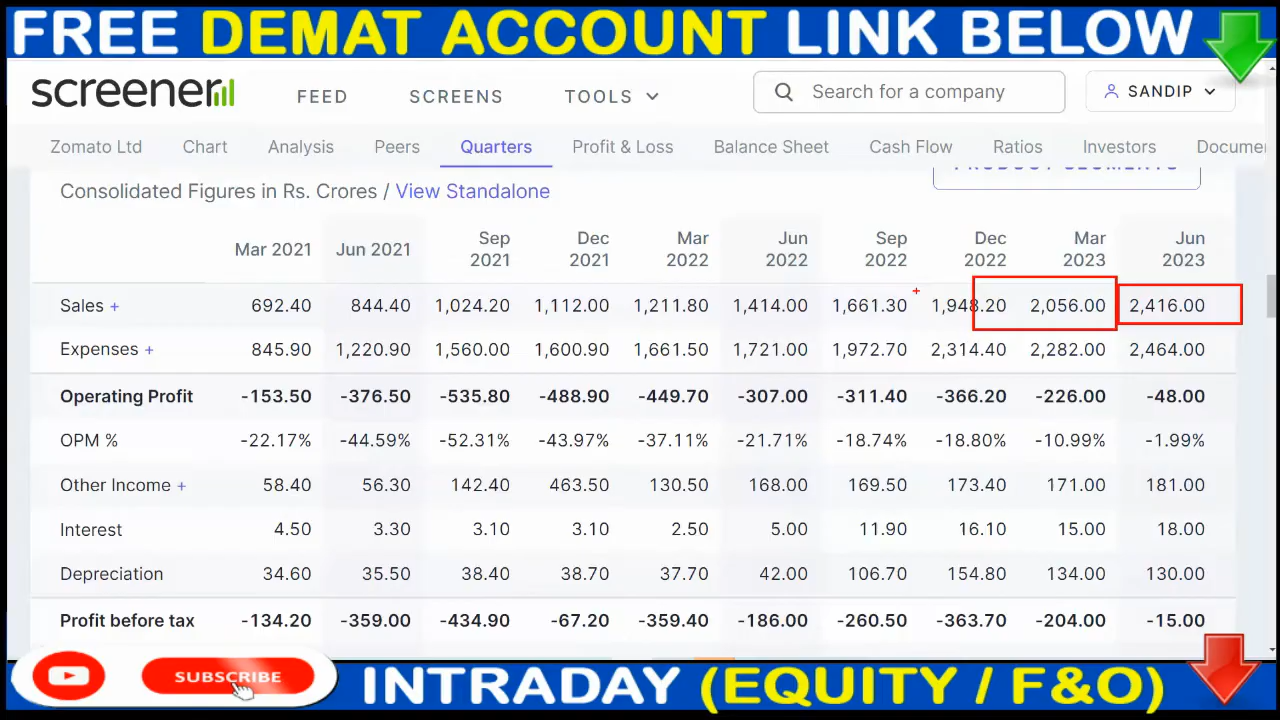 FREE DEMAT ACCOUNT LINK BELOW
screener
FEED SCREENS TOOLS
Search for a company
SANDIP
Zomato Ltd Chart Analysis Peers Quarters Profit & Loss Balance Sheet Cash Flow Ratios Investors Documen
Consolidated Figures in Rs. Crores / View Standalone
PRODUCT SEGMENTS
Mar 2021 Jun 2021 Sep 2021 Dec 2021 Mar 2022 Jun 2022 Sep 2022 Dec 2022 Mar 2023 Jun 2023
Sales + 692.40 844.40 1,024.20 1,112.00 1,211.80 1,414.00 1,661.30 1,948.20 2,056.00 2,416.00
Expenses + 845.90 1,220.90 1,560.00 1,600.90 1,661.50 1,721.00 1,972.70 2,314.40 2,282.00 2,464.00
Operating Profit -153.50 -376.50 -535.80 -488.90 -449.70 -307.00 -311.40 -366.20 -226.00 -48.00
OPM % -22.17% -44.59% -52.31% -43.97% -37.11% -21.71% -18.74% -18.80% -10.99% -1.99%
Other Income + 58.40 56.30 142.40 463.50 130.50 168.00 169.50 173.40 171.00 181.00
Interest 4.50 3.30 3.10 3.10 2.50 5.00 11.90 16.10 15.00 18.00
Depreciation 34.60 35.50 38.40 38.70 37.70 42.00 106.70 154.80 134.00 130.00
Profit before tax -134.20 -359.00 -434.90 -67.20 -359.40 -186.00 -260.50 -363.70 -204.00 -15.00
SUBSCRIBE
INTRADAY (EQUITY / F&O)